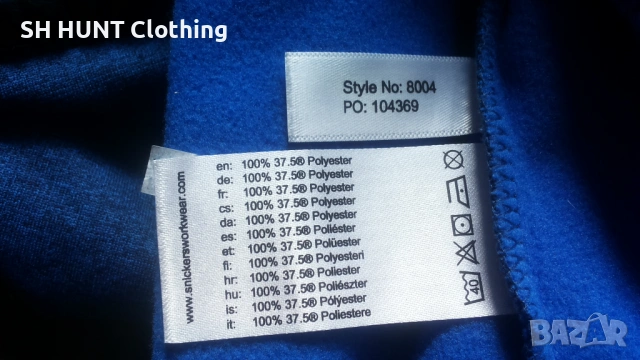 SH HUNT Clothing
Style No: 8004
PO: 104369
www.snickersworkwear.com
en: 100% 37.5® Polyester
de: 100% 37.5® Polyester
fr: 100% 37.5® Polyester
cs: 100% 37.5® Polyester
da: 100% 37.5® Polyester
es: 100% 37.5® Poliéster
et: 100% 37.5® Polüester
fi: 100% 37.5® Polyesteri
hr: 100% 37.5® Poliester
hu: 100% 37.5® Poliészter
is: 100% 37.5® Pólýester
it: 100% 37.5® Poliestere
40
BAZAR
bg